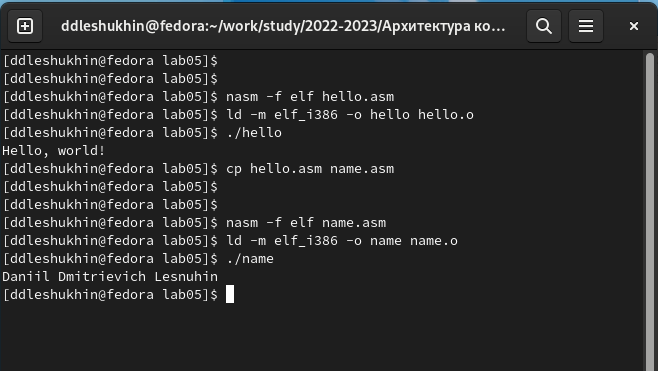 ddleshukhin@fedora:~/work/study/2022-2023/Архитектура ко...
[ddleshukhin@fedora lab05]$
[ddleshukhin@fedora lab05]$
[ddleshukhin@fedora lab05]$ nasm -f elf hello.asm
[ddleshukhin@fedora lab05]$ ld -m elf_i386 -o hello hello.o
[ddleshukhin@fedora lab05]$ ./hello
Hello, world!
[ddleshukhin@fedora lab05]$ cp hello.asm name.asm
[ddleshukhin@fedora lab05]$
[ddleshukhin@fedora lab05]$
[ddleshukhin@fedora lab05]$ nasm -f elf name.asm
[ddleshukhin@fedora lab05]$ ld -m elf_i386 -o name name.o
[ddleshukhin@fedora lab05]$ ./name
Daniil Dmitrievich Lesnuhin
[ddleshukhin@fedora lab05]$